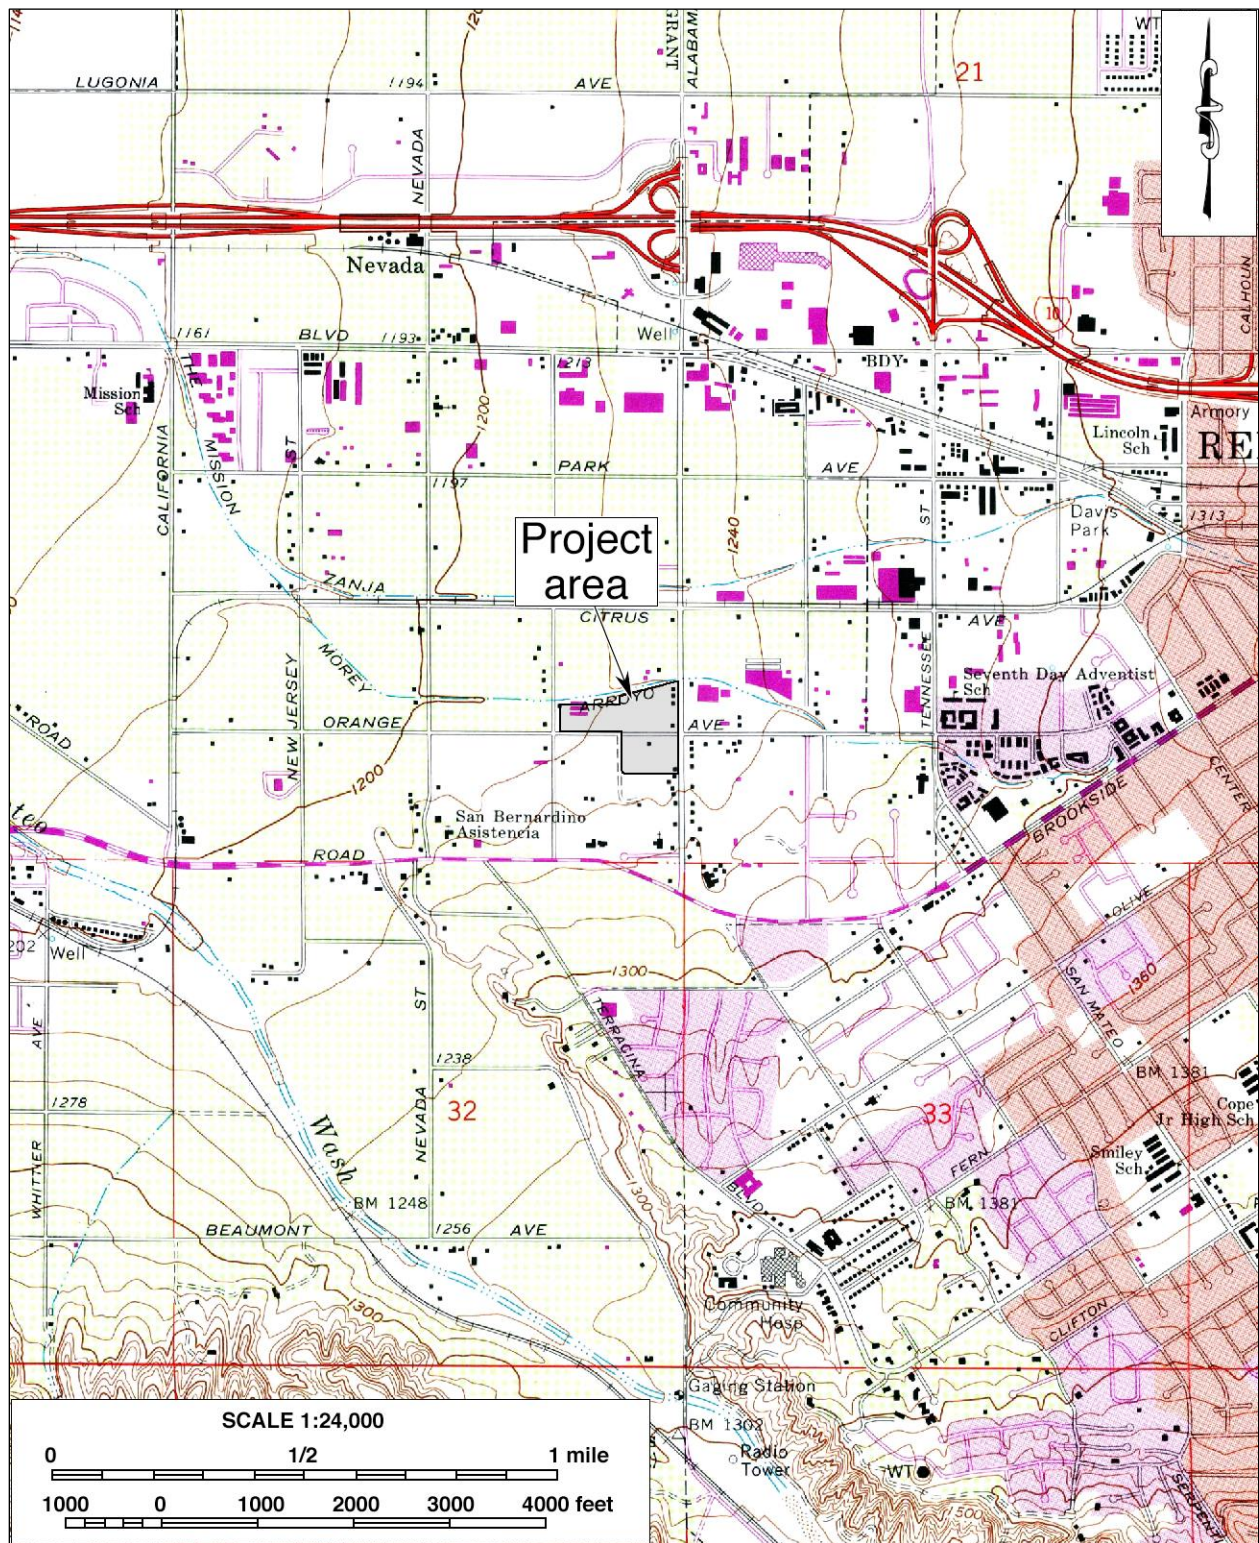 GRANT
ALABAM
WT
21
LUGONIA
1194
AVE
NEVADA
Nevada
10
CALHOUN
Well
1161
BLVD
1193
1213
BDY
THE
Mission
Sch
1200
Armory
Lincoln
Sch
RE
CALIFORNIA
MISSION
ST
PARK
AVE
1197
ST
Davis
Park
1313
Project
area
1240
ZANJA
CITRUS
AVE
MOREY
NEW JERSEY
TENNESSEE
Seventh Day Adventist
Sch
ARROYO
ORANGE
AVE
ROAD
1200
CENTER
BROOKSIDE
San Bernardino
Asistencia
teo
ROAD
OLIVE
202
Well
1300
SAN MATEO
1360
TERRACINA
AVE
ST
1238
BM 1381
1278
32
33
Cope
Jr High Sch
Wash
NEVADA
FERN
Smiley
Sch
WHITNER
BM 1248
1300
BLVD
BM 1381
BEAUMONT
1256
AVE
1300
Community
Hosp
CLIFTON
Gaging Station
BM 1302
Radio
Tower
WT
1500
SERPENT
SCALE 1:24,000
0 1/2 1 mile
1000 0 1000 2000 3000 4000 feet